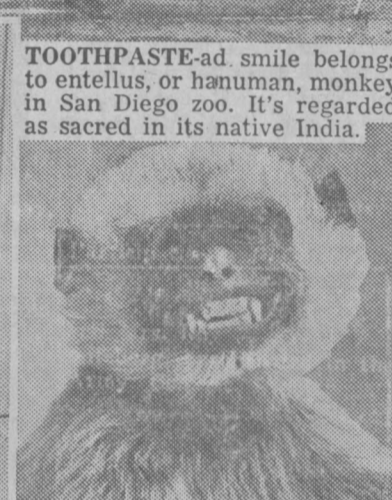 TOOTHPASTE-ad smile belongs
to entellus, or hanuman, monkey
in San Diego zoo. It's regarded
as sacred in its native India.